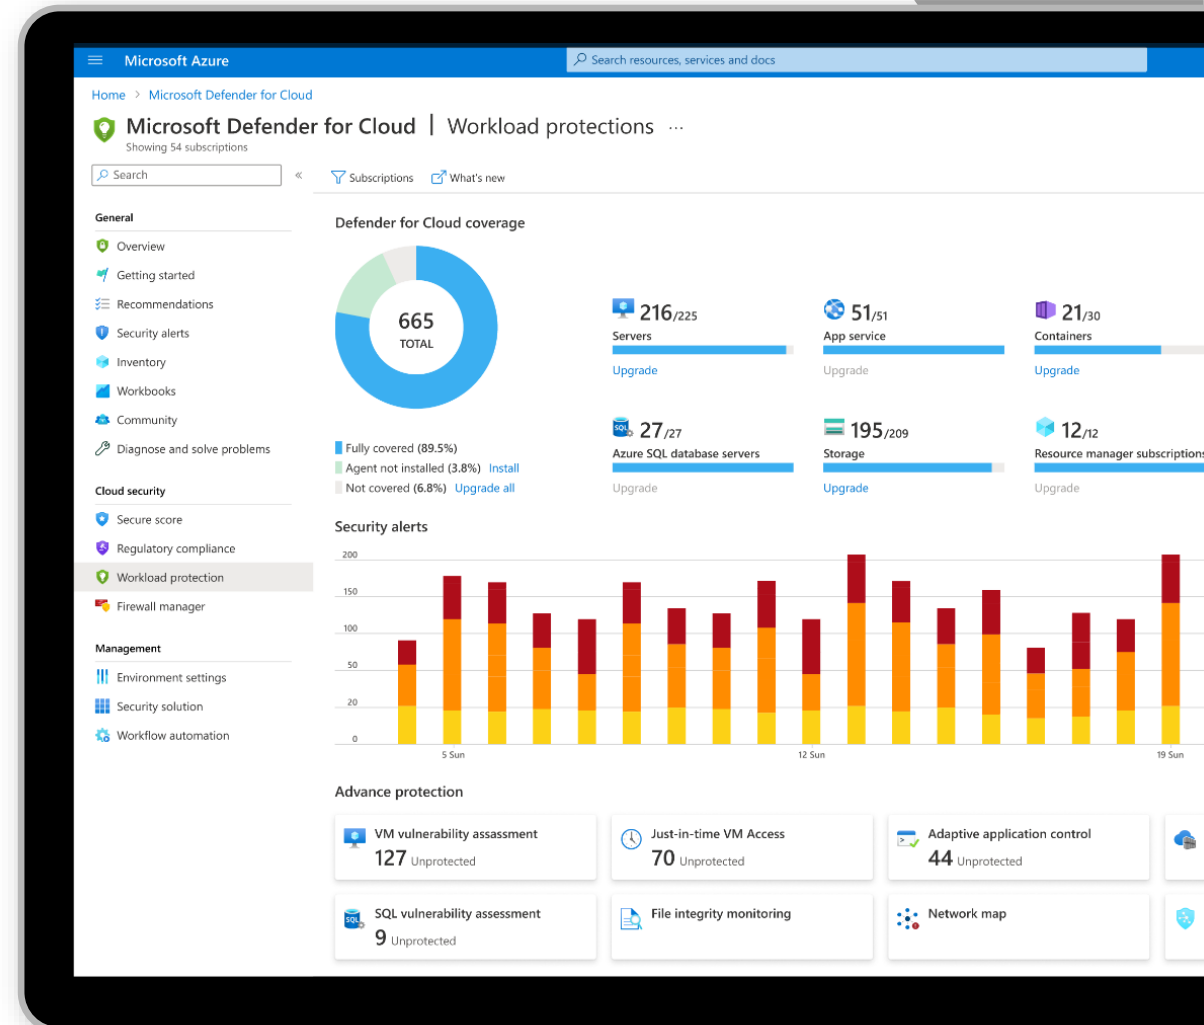 Microsoft Azure
Search resources, services and docs
Home > Microsoft Defender for Cloud
Microsoft Defender for Cloud | Workload protections ...
Showing 54 subscriptions
Search «
Subscriptions What's new
General
Overview
Getting started
Recommendations
Security alerts
Inventory
Workbooks
Community
Diagnose and solve problems
Cloud security
Secure score
Regulatory compliance
Workload protection
Firewall manager
Management
Environment settings
Security solution
Workflow automation
Defender for Cloud coverage
665
TOTAL
Fully covered (89.5%)
Agent not installed (3.8%) Install
Not covered (6.8%) Upgrade all
216/225
Servers
Upgrade
51/51
App service
Upgrade
21/30
Containers
Upgrade
SQL
27/27
Azure SQL database servers
Upgrade
195/209
Storage
Upgrade
12/12
Resource manager subscriptions
Upgrade
Security alerts
200
150
100
50
20
0
5 Sun
12 Sun
19 Sun
Advance protection
VM vulnerability assassment
127 Unprotected
Just-in-time VM Access
70 Unprotected
Adaptive application control
44 Unprotected
SQL
SQL vulnerability assessment
9 Unprotected
File integrity monitoring
Network map